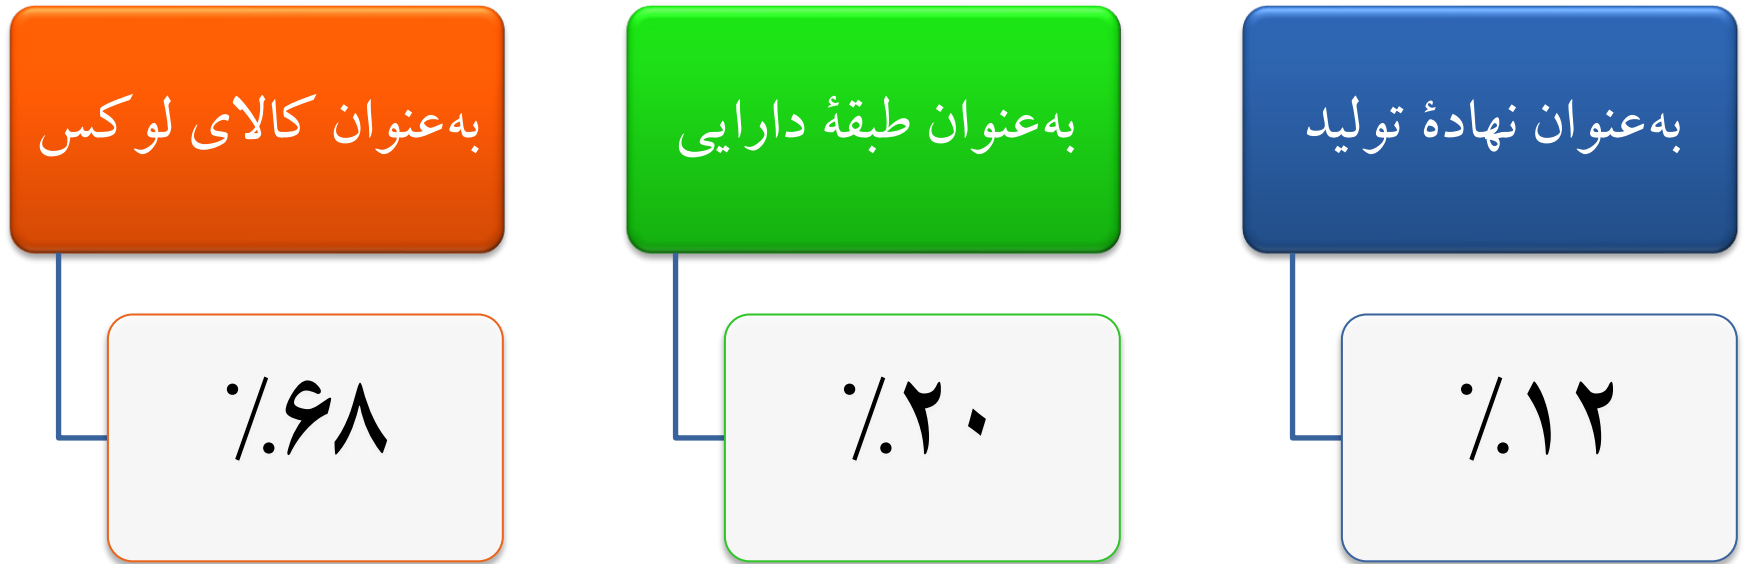 به‌عنوان نهادهٔ تولید
٪۱۲
به‌عنوان طبقهٔ دارایی
٪۲۰
به‌عنوان کالای لوکس
٪۶۸